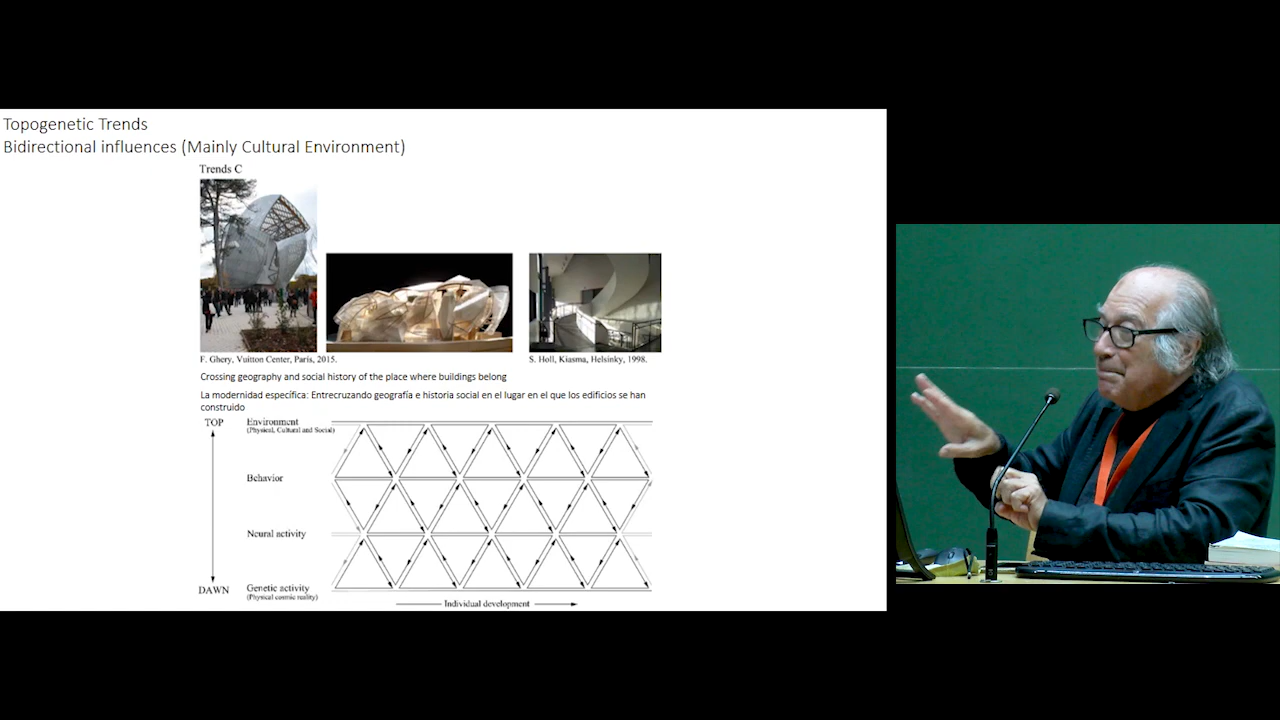 Topogenetic Trends
Bidirectional influences (Mainly Cultural Environment)
Trends C
F. Ghery, Vuitton Center, Paris, 2015.
S. Holl, Kiasma, Helsinky, 1998.
Crossing geography and social history of the place where buildings belong
La modernidad específica: Entrecruzando geografía e historia social en el lugar en el que los edificios se han
construido
TOP
Environment
(Physical, Cultural and Social)
Behavior
Neural activity
DAWN
Genetic activity
(Physical cosmic reality)
Individual development